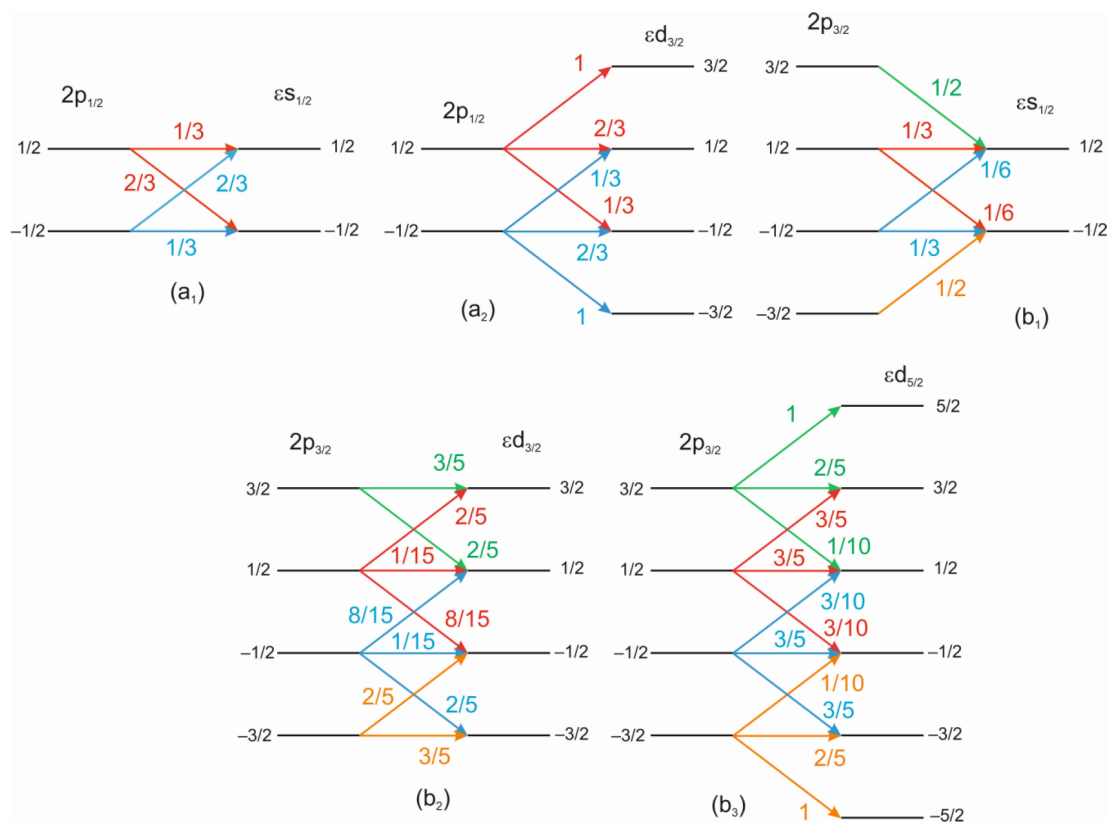 2p1/2 εs1/2
1/2 1/3 1/2
2/3 2/3
–1/2 1/3 –1/2
(a1)
εd3/2
1 3/2
2p1/2
1/2 2/3 1/2
1/3
1/3
–1/2 2/3 –1/2
1 –3/2
(a2)
2p3/2
3/2
1/2
εs1/2
1/2 1/3 1/2
1/6
1/6
–1/2 1/3 –1/2
1/2
–3/2
(b1)
2p3/2 εd3/2
3/5
3/2 3/2
2/5
1/15 2/5
1/2 1/2
8/15 8/15
1/15
–1/2 –1/2
2/5 2/5
–3/2 3/5 –3/2
(b2)
εd5/2
1 5/2
2p3/2
2/5
3/2 3/2
3/5
3/5 1/10
1/2 1/2
3/10
3/5 3/10
–1/2 –1/2
1/10
3/5
–3/2 2/5 –3/2
1 –5/2
(b3)